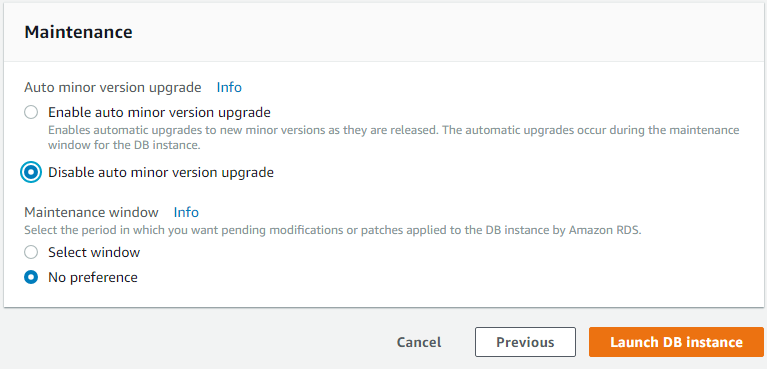 Maintenance
Auto minor version upgrade Info
Enable auto minor version upgrade
Enables automatic upgrades to new minor versions as they are released. The automatic upgrades occur during the maintenance
window for the DB instance.
Disable auto minor version upgrade
Maintenance window Info
Select the period in which you want pending modifications or patches applied to the DB instance by Amazon RDS.
Select window
No preference
Cancel Previous Launch DB instance